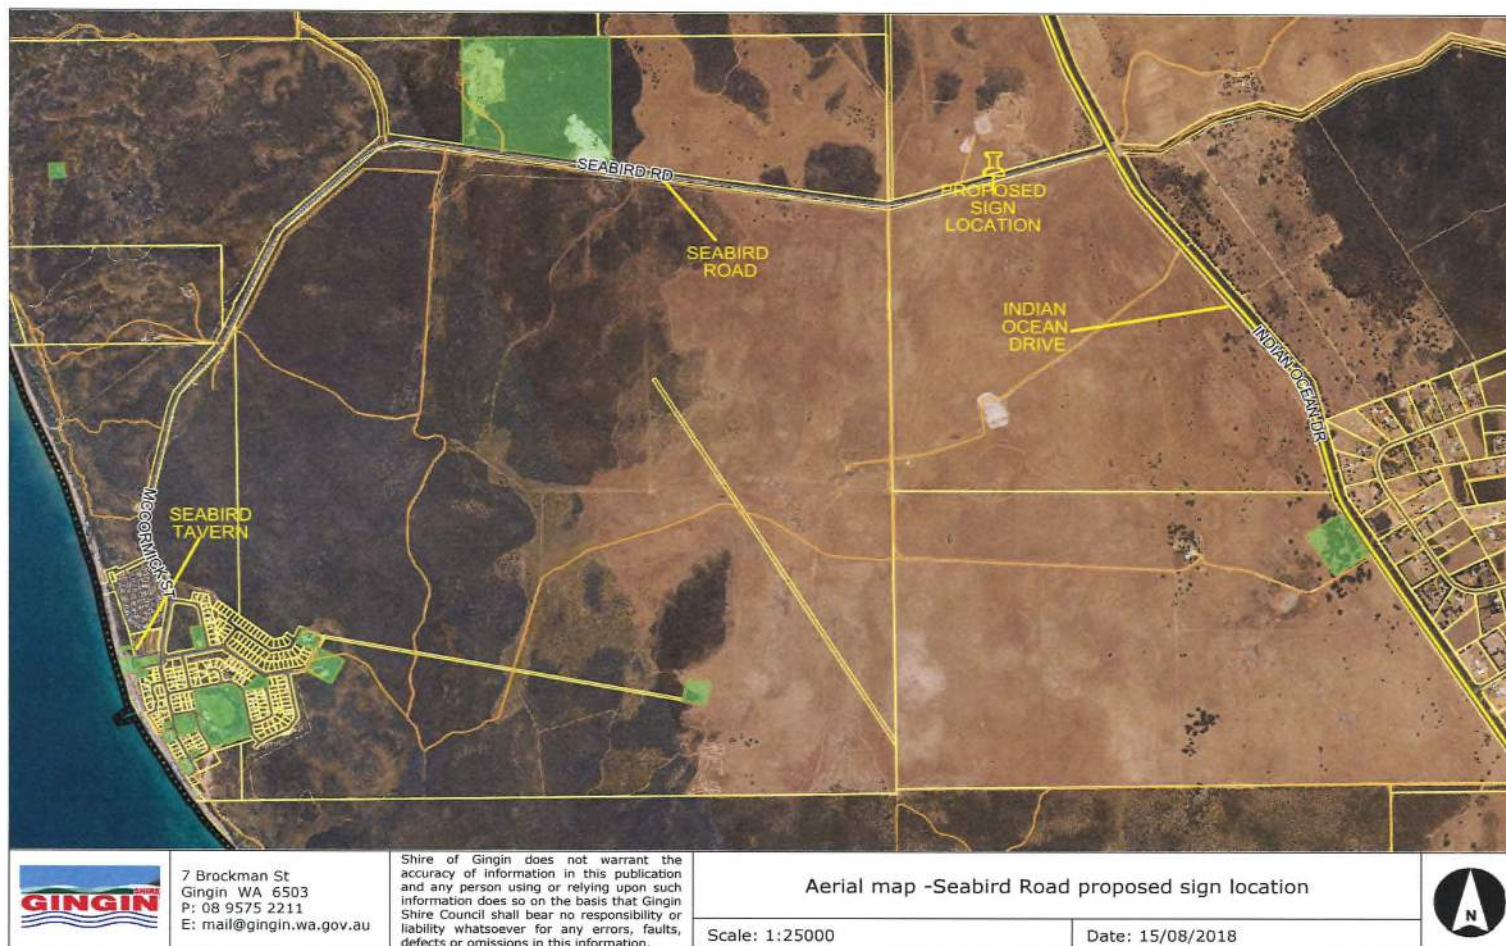 SEABIRD RD
PROPOSED
SIGN
LOCATION
SEABIRD
ROAD
INDIAN
OCEAN
DRIVE
INDIAN OCEAN DR
MCCORMICK ST
SEABIRD
TAVERN
SHIRE
GINGIN
7 Brockman St
Gingin WA 6503
P: 08 9575 2211
E: mail@gingin.wa.gov.au
Shire of Gingin does not warrant the
accuracy of information in this publication
and any person using or relying upon such
information does so on the basis that Gingin
Shire Council shall bear no responsibility or
liability whatsoever for any errors, faults,
defects or omissions in this information.
Aerial map -Seabird Road proposed sign location
Scale: 1:25000
Date: 15/08/2018
N